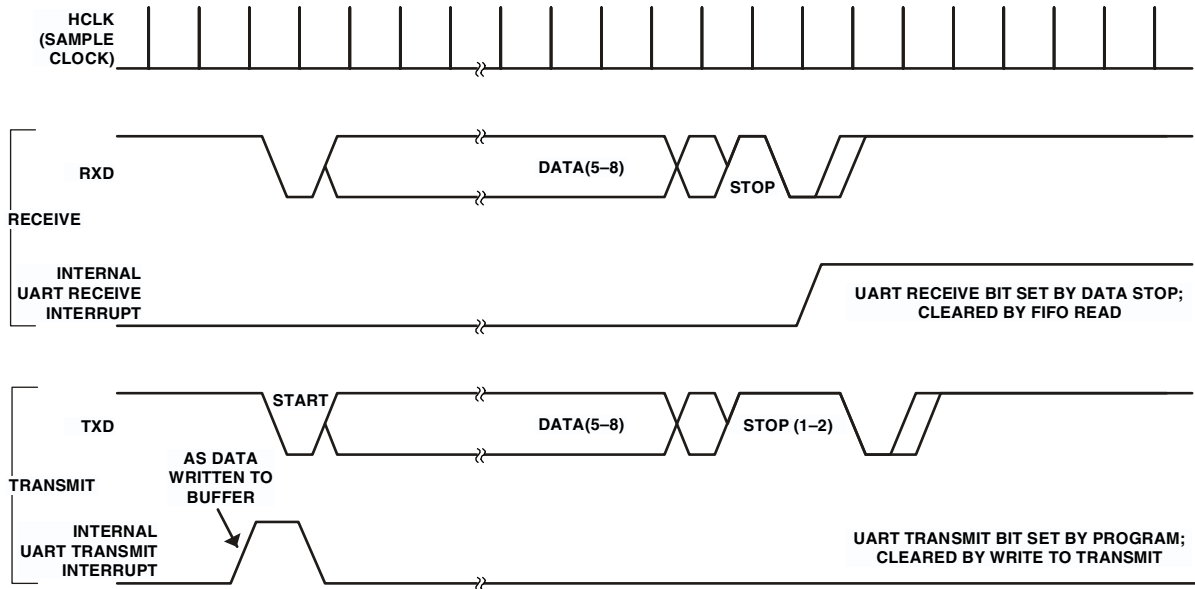 HCLK
(SAMPLE
CLOCK)
RXD
DATA(5–8)
STOP
RECEIVE
INTERNAL
UART RECEIVE
INTERRUPT
UART RECEIVE BIT SET BY DATA STOP;
CLEARED BY FIFO READ
START
TXD
DATA(5–8)
STOP (1–2)
AS DATA
WRITTEN TO
BUFFER
TRANSMIT
INTERNAL
UART TRANSMIT
INTERRUPT
UART TRANSMIT BIT SET BY PROGRAM;
CLEARED BY WRITE TO TRANSMIT